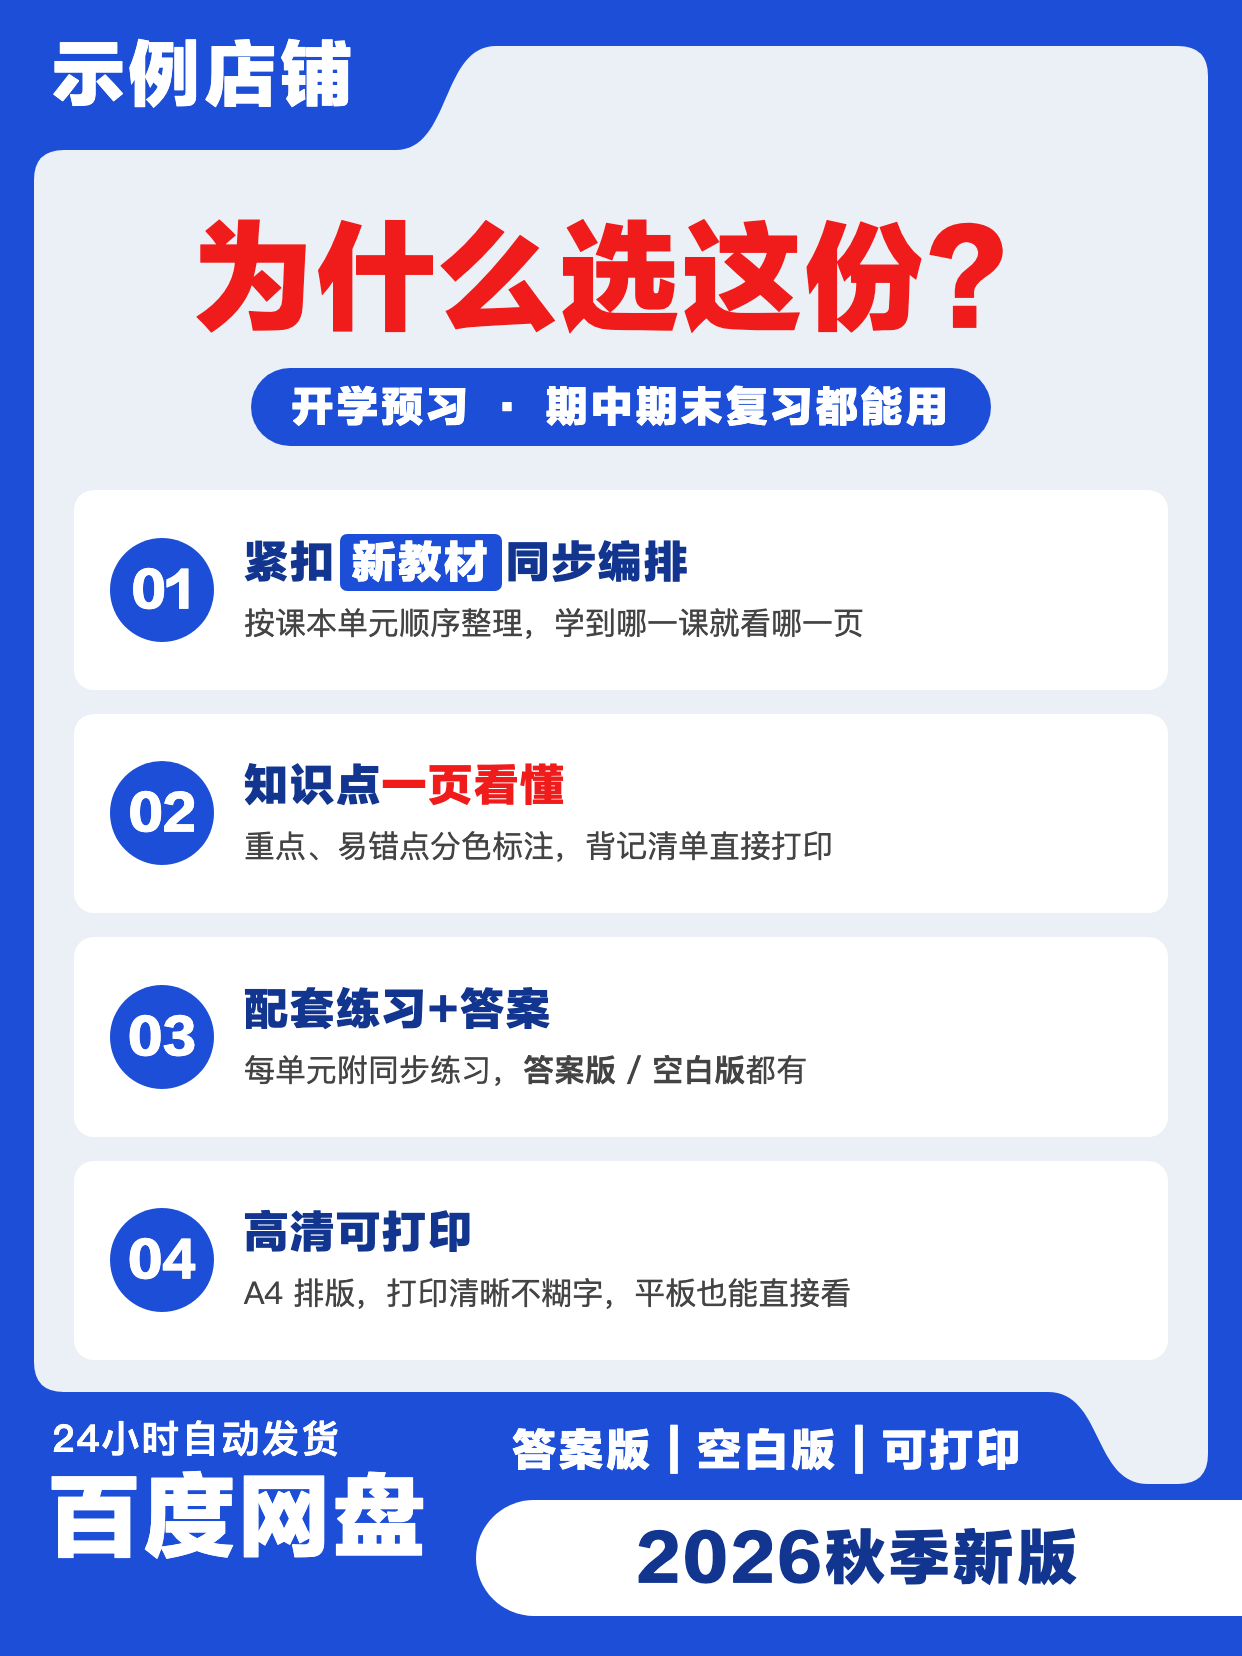 示例店铺
为什么选这份?
开学预习 · 期中期末复习都能用
01
紧扣新教材同步编排
按课本单元顺序整理，学到哪一课就看哪一页
02
知识点一页看懂
重点、易错点分色标注，背记清单直接打印
03
配套练习+答案
每单元附同步练习，答案版 / 空白版都有
04
高清可打印
A4 排版，打印清晰不糊字，平板也能直接看
24小时自动发货
百度网盘
答案版 | 空白版 | 可打印
2026秋季新版